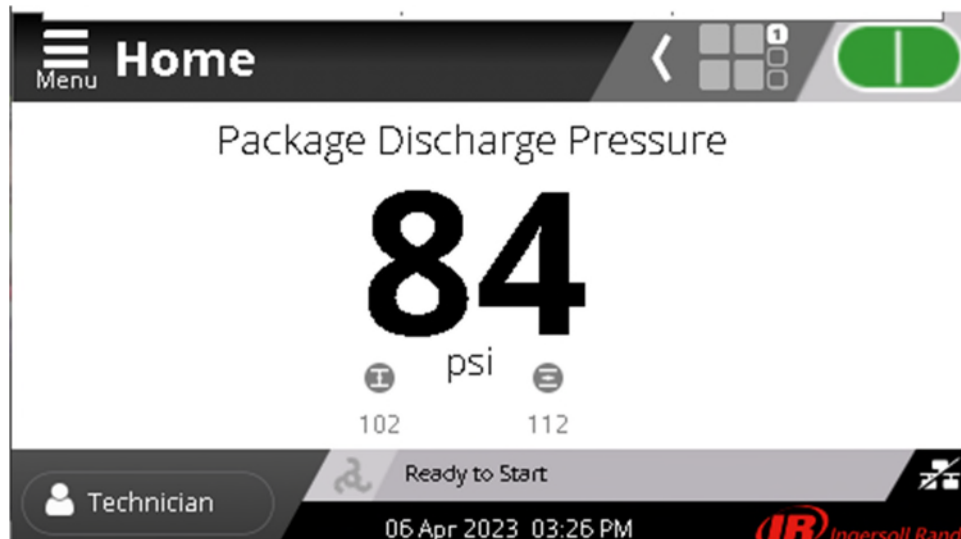 Menu
Home
1
Package Discharge Pressure
84
psi
102
112
Ready to Start
Technician
06 Apr 2023 03:26 PM
IR Ingersoll Rand